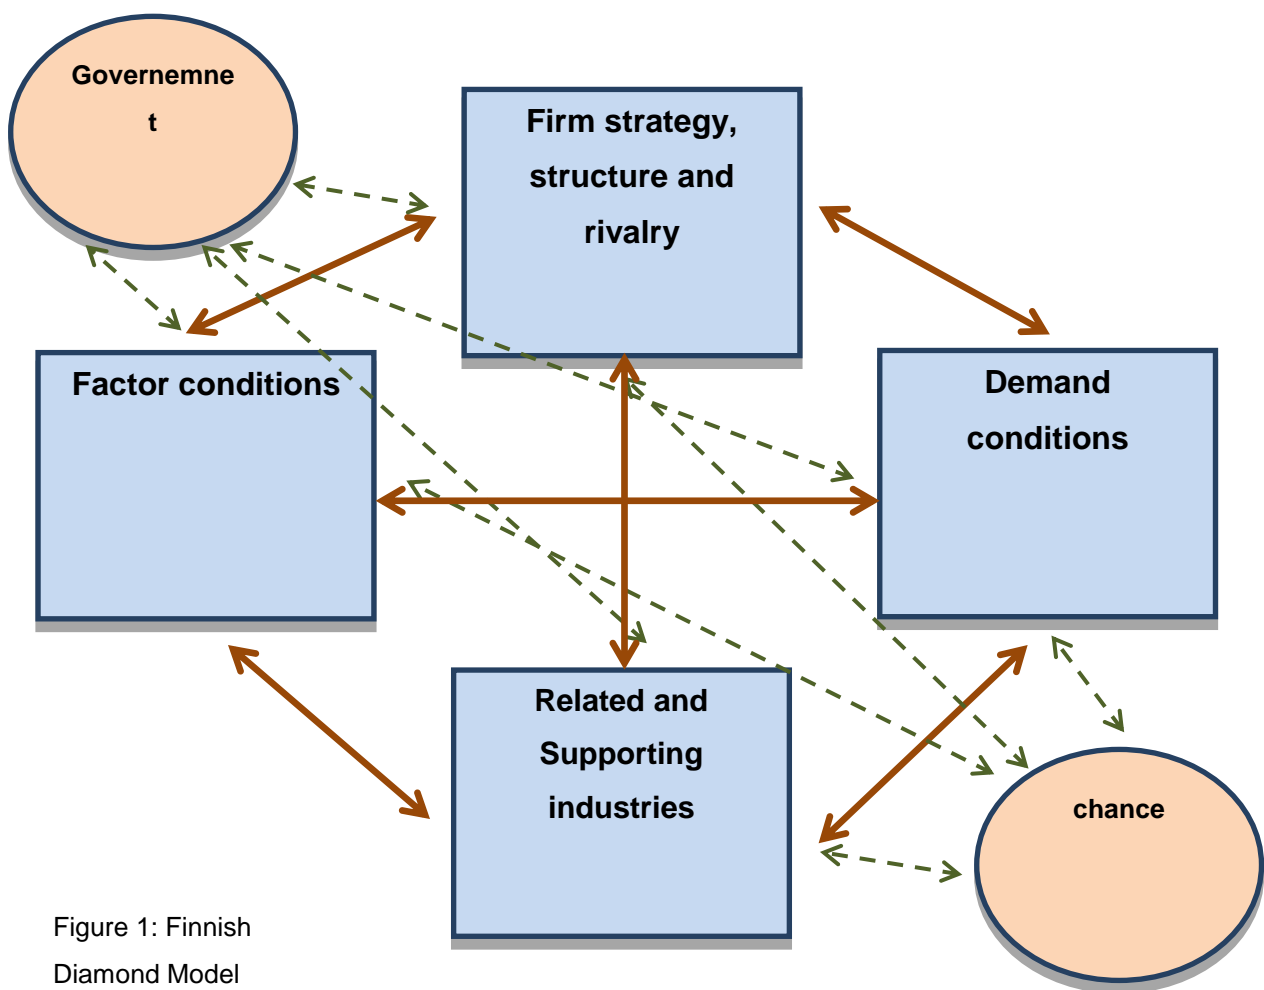 Governemne
t
Firm strategy,
structure and
rivalry
Factor conditions
Demand
conditions
Related and
Supporting
industries
chance
Figure 1: Finnish
Diamond Model